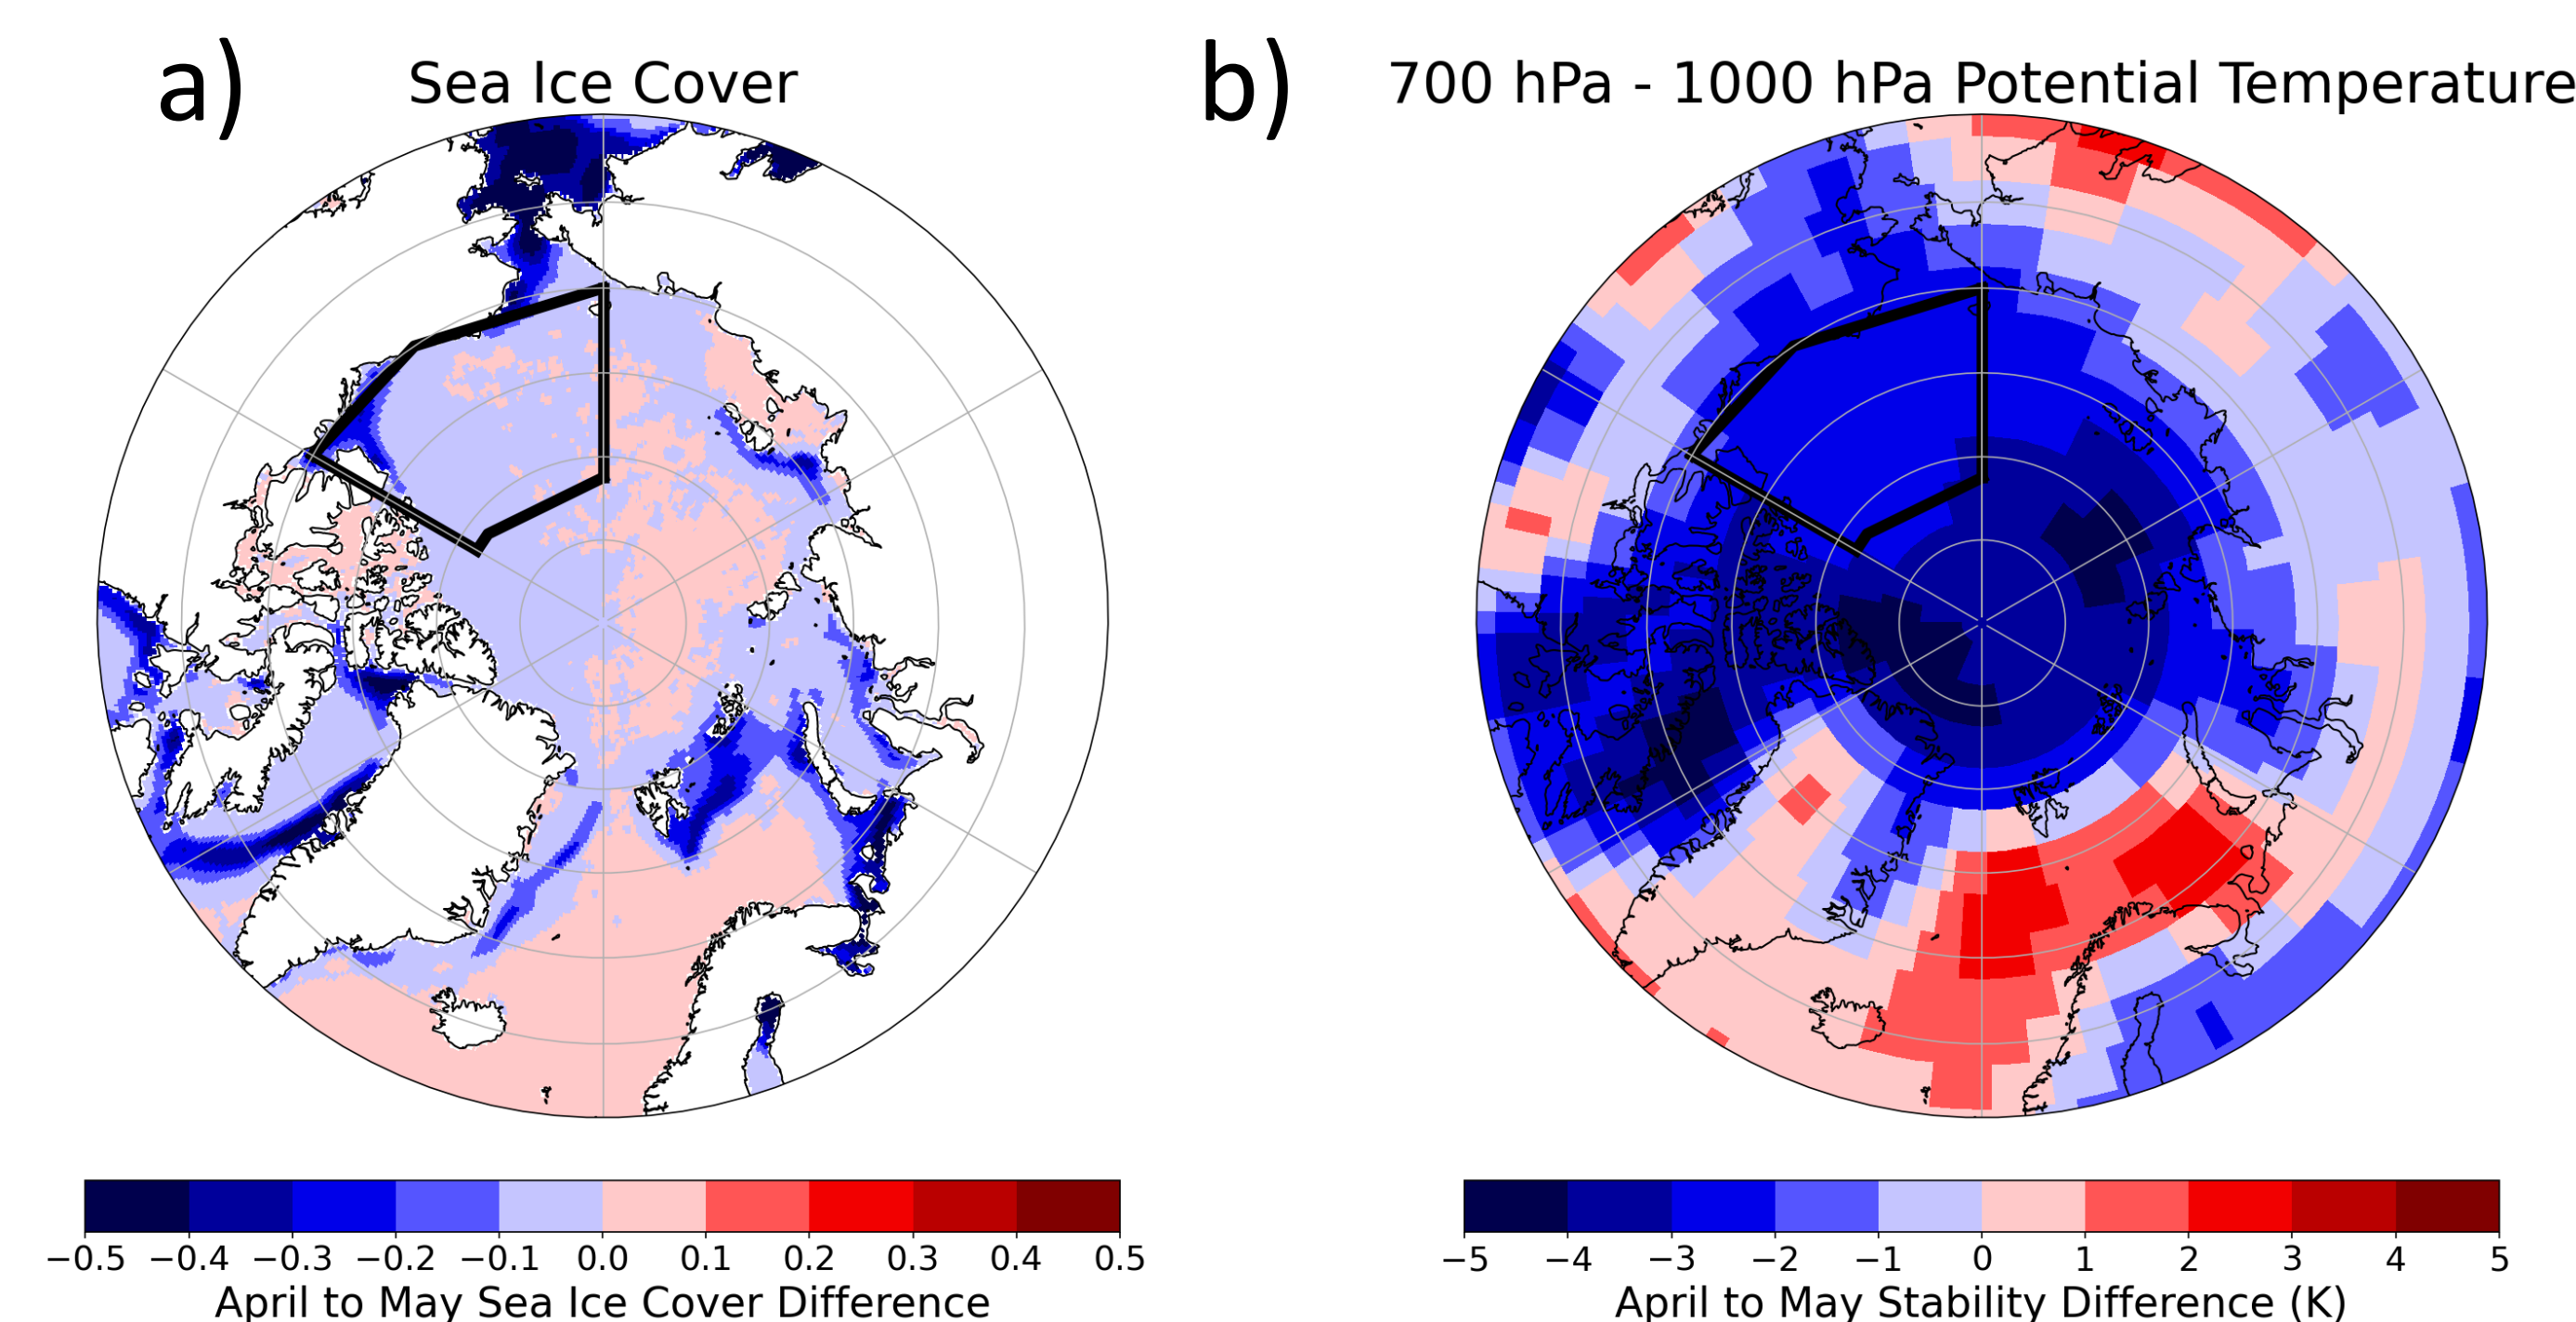 a)
Sea Ice Cover
b)
700 hPa - 1000 hPa Potential Temperature
−0.5 −0.4 −0.3 −0.2 −0.1 0.0 0.1 0.2 0.3 0.4 0.5
April to May Sea Ice Cover Difference
−5 −4 −3 −2 −1 0 1 2 3 4 5
April to May Stability Difference (K)